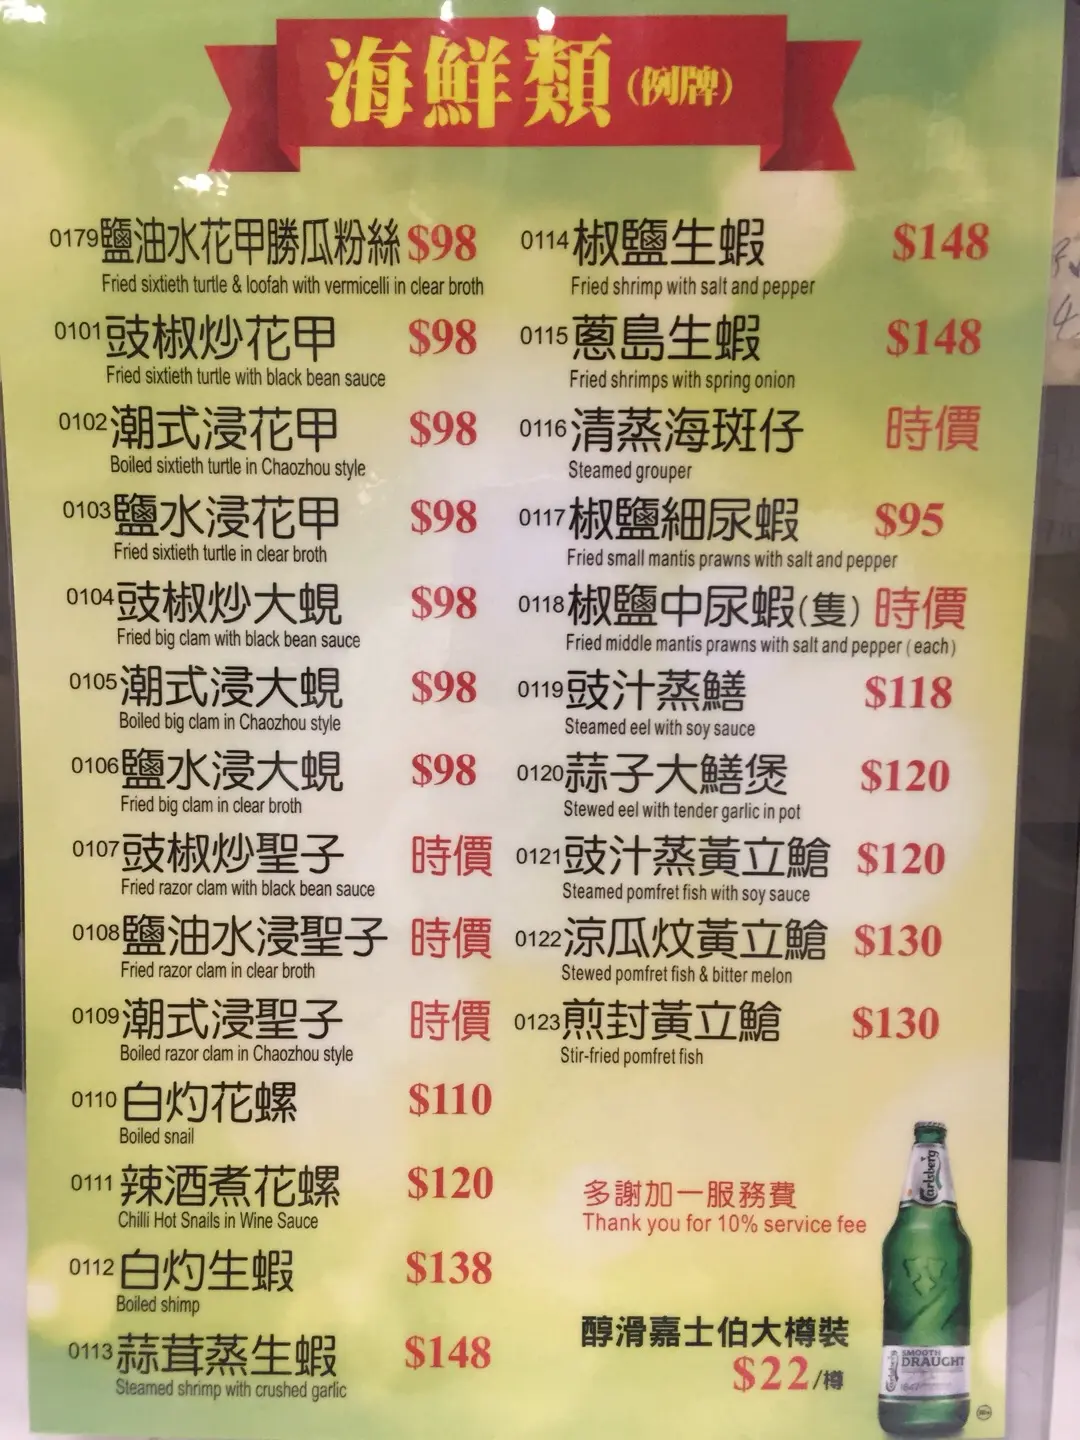 海鮮類(例牌)
0179鹽油水花甲勝瓜粉絲 $98
Fried sixtieth turtle & loofah with vermicelli in clear broth
0101豉椒炒花甲 $98
Fried sixtieth turtle with black bean sauce
0102潮式浸花甲 $98
Boiled sixtieth turtle in Chaozhou style
0103鹽水浸花甲 $98
Fried sixtieth turtle in clear broth
0104豉椒炒大蜆 $98
Fried big clam with black bean sauce
0105潮式浸大蜆 $98
Boiled big clam in Chaozhou style
0106鹽水浸大蜆 $98
Fried big clam in clear broth
0107豉椒炒聖子 時價
Fried razor clam with black bean sauce
0108鹽油水浸聖子 時價
Fried razor clam in clear broth
0109潮式浸聖子 時價
Boiled razor clam in Chaozhou style
0110白灼花螺 $110
Boiled snail
0111辣酒煮花螺 $120
Chilli Hot Snails in Wine Sauce
0112白灼生蝦 $138
Boiled shimp
0113蒜茸蒸生蝦 $148
Steamed shrimp with crushed garlic
0114椒鹽生蝦 $148
Fried shrimp with salt and pepper
0115蔥島生蝦 $148
Fried shrimps with spring onion
0116清蒸海斑仔 時價
Steamed grouper
0117椒鹽細尿蝦 $95
Fried small mantis prawns with salt and pepper
0118椒鹽中尿蝦(隻) 時價
Fried middle mantis prawns with salt and pepper (each)
0119豉汁蒸鱔 $118
Steamed eel with soy sauce
0120蒜子大鱔煲 $120
Stewed eel with tender garlic in pot
0121豉汁蒸黃立鱠 $120
Steamed pomfret fish with soy sauce
0122涼瓜炆黃立鱠 $130
Stewed pomfret fish & bitter melon
0123煎封黃立鱠 $130
Stir-fried pomfret fish
多謝加一服務費
Thank you for 10% service fee
醇滑嘉士伯大樽裝
$22/樽
Carlsberg
Carlsberg
SMOOTH
DRAUGHT